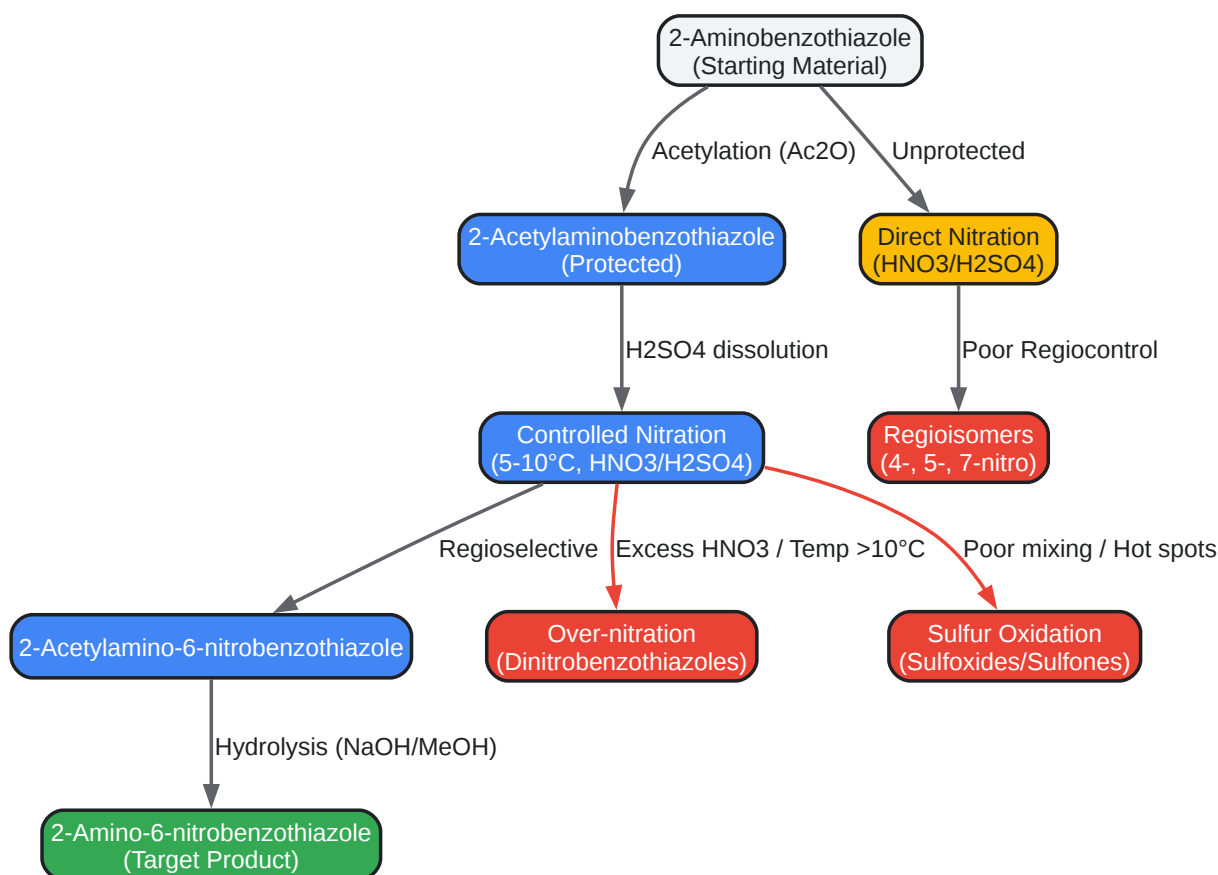 2-Aminobenzothiazole
(Starting Material)
Acetylation (Ac2O)
Unprotected
2-Acetylaminobenzothiazole
(Protected)
Direct Nitration
(HNO3/H2SO4)
H2SO4 dissolution
Poor Regiocontrol
Controlled Nitration
(5-10°C, HNO3/H2SO4)
Regioisomers
(4-, 5-, 7-nitro)
Regioselective
Excess HNO3 / Temp >10°C
Poor mixing / Hot spots
2-Acetylamino-6-nitrobenzothiazole
Over-nitration
(Dinitrobenzothiazoles)
Sulfur Oxidation
(Sulfoxides/Sulfones)
Hydrolysis (NaOH/MeOH)
2-Amino-6-nitrobenzothiazole
(Target Product)